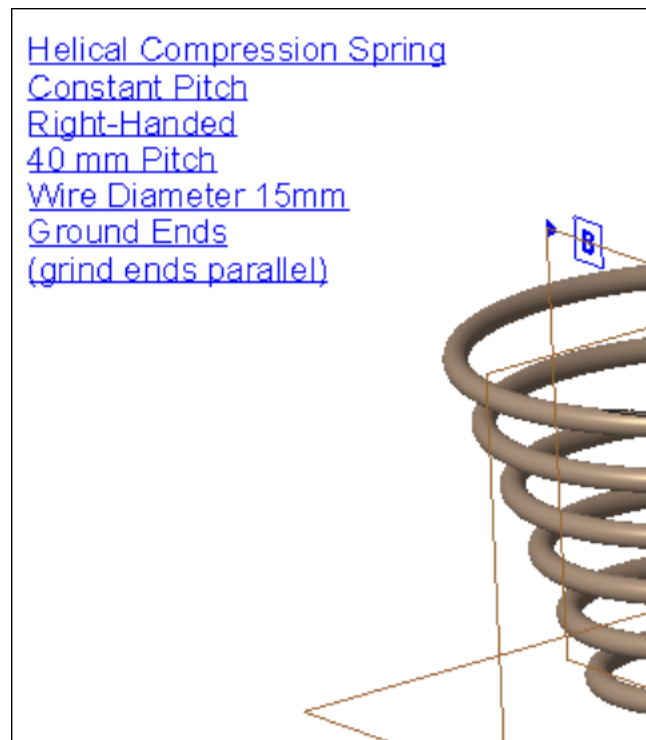 Helical Compression Spring
Constant Pitch
Right-Handed
40 mm Pitch
Wire Diameter 15mm
Ground Ends
(grind ends parallel)
B